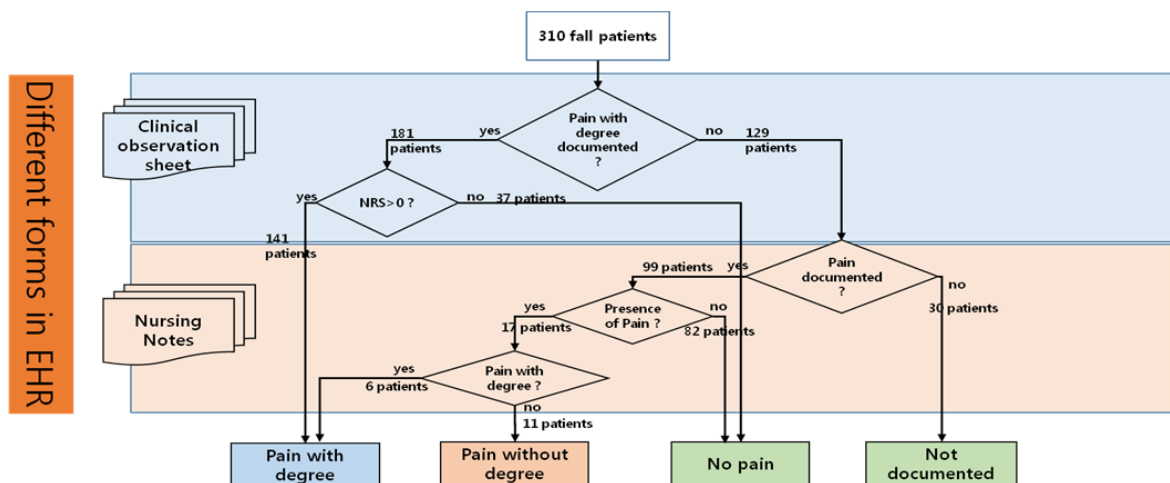 310 fall patients
Different forms in EHR
Clinical
observation
sheet
Pain with
degree
documented
?
yes
181
patients
no
129
patients
NRS>0 ?
yes
no
37 patients
141
patients
Pain
documented
?
yes
99 patients
no
30 patients
Nursing
Notes
Presence
of Pain ?
yes
17 patients
no
82 patients
Pain with
degree ?
yes
6 patients
no
11 patients
Pain with
degree
Pain without
degree
No pain
Not
documented